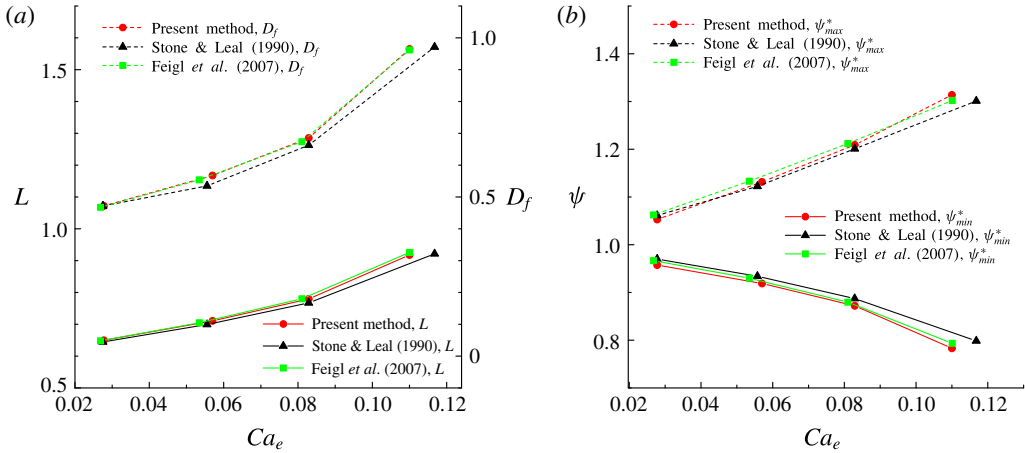 (a)
Present method, D_f
Stone & Leal (1990), D_f
Feigl et al. (2007), D_f
1.5
1.0
0.5
L
1.0
0.5
0
D_f
Present method, L
Stone & Leal (1990), L
Feigl et al. (2007), L
0.02 0.04 0.06 0.08 0.10 0.12
Ca_e
(b)
Present method, ψ*_max
Stone & Leal (1990), ψ*_max
Feigl et al. (2007), ψ*_max
1.4
1.2
1.0
0.8
ψ
Present method, ψ*_min
Stone & Leal (1990), ψ*_min
Feigl et al. (2007), ψ*_min
0.02 0.04 0.06 0.08 0.10 0.12
Ca_e